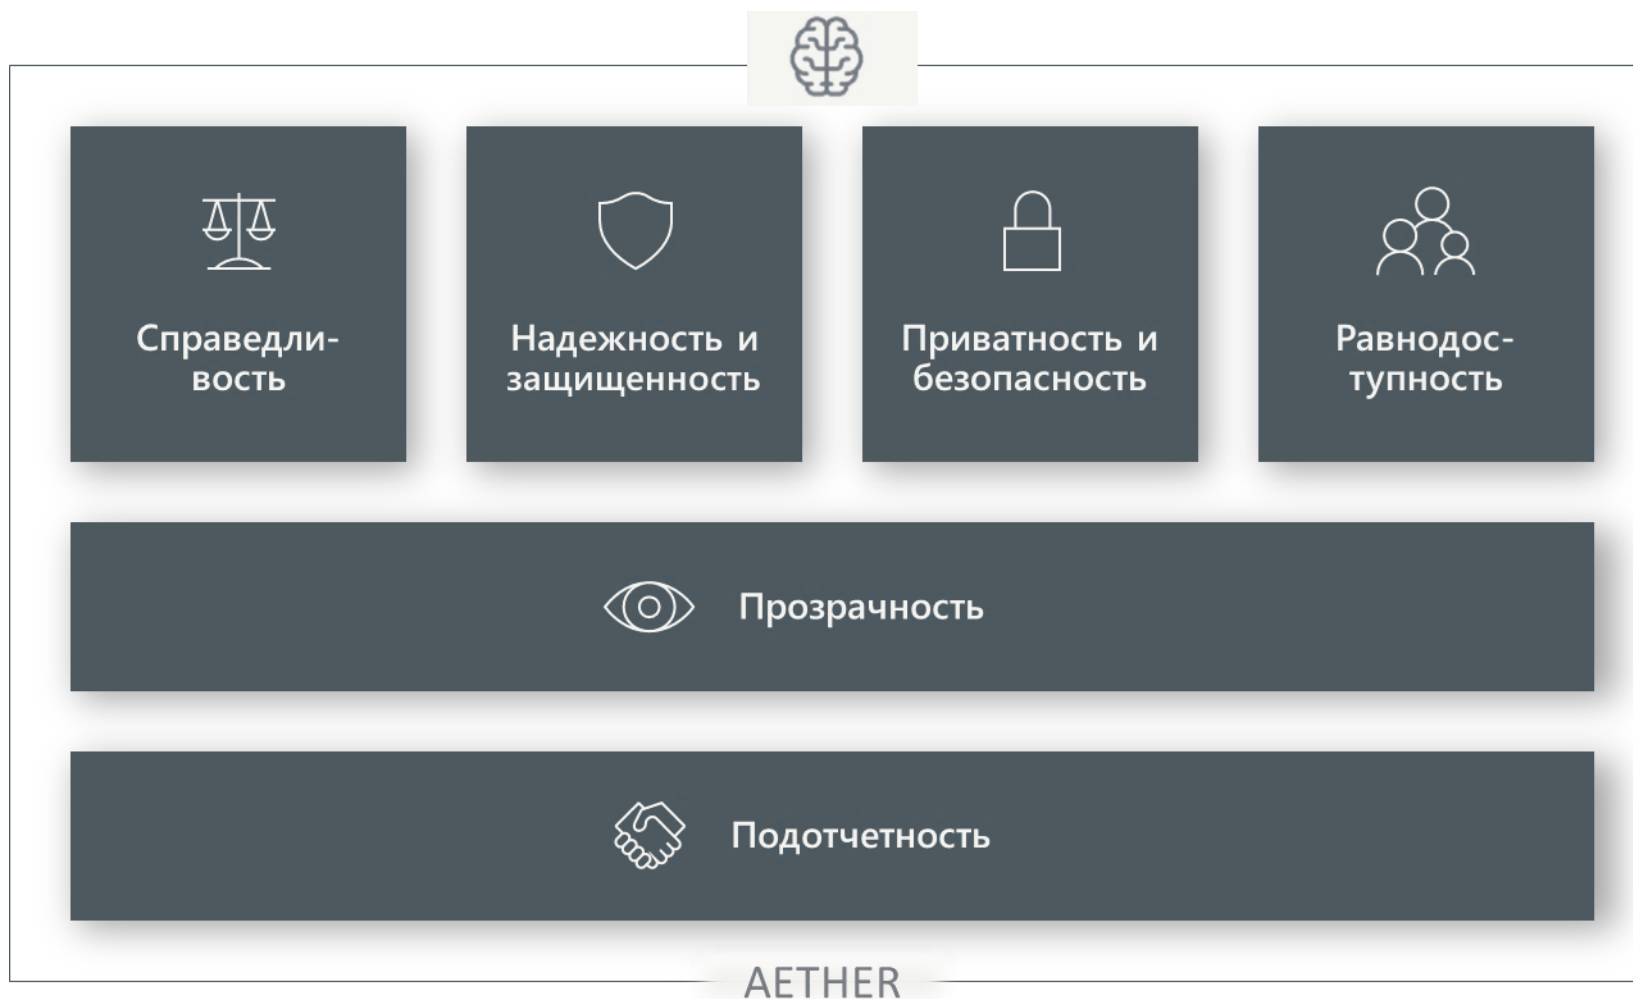 Справедли-
вость
Надежность и
защищенность
Приватность и
безопасность
Равнодос-
тупность
Прозрачность
Подотчетность
AETHER